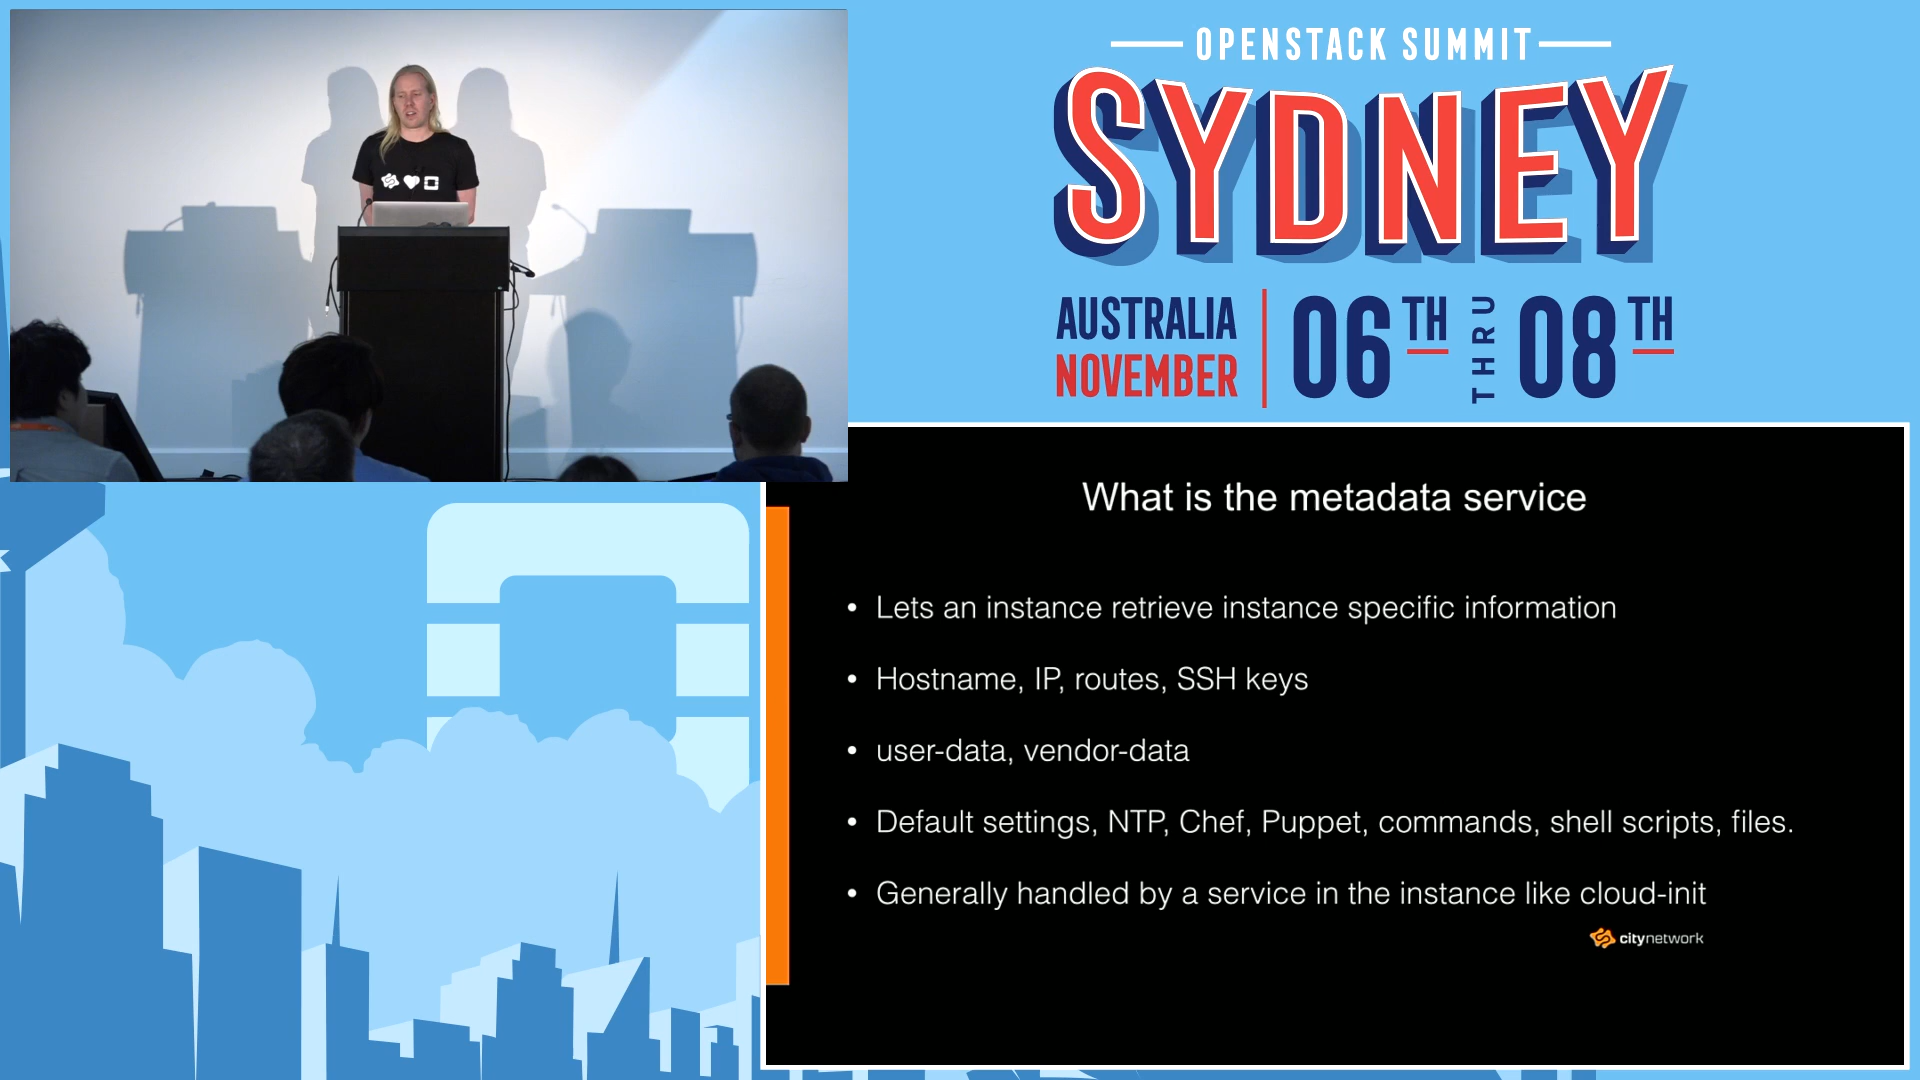 OPENSTACK SUMMIT
SYDNEY
AUSTRALIA
NOVEMBER
06TH THRU 08TH
What is the metadata service
• Lets an instance retrieve instance specific information
• Hostname, IP, routes, SSH keys
• user-data, vendor-data
• Default settings, NTP, Chef, Puppet, commands, shell scripts, files.
• Generally handled by a service in the instance like cloud-init
citynetwork